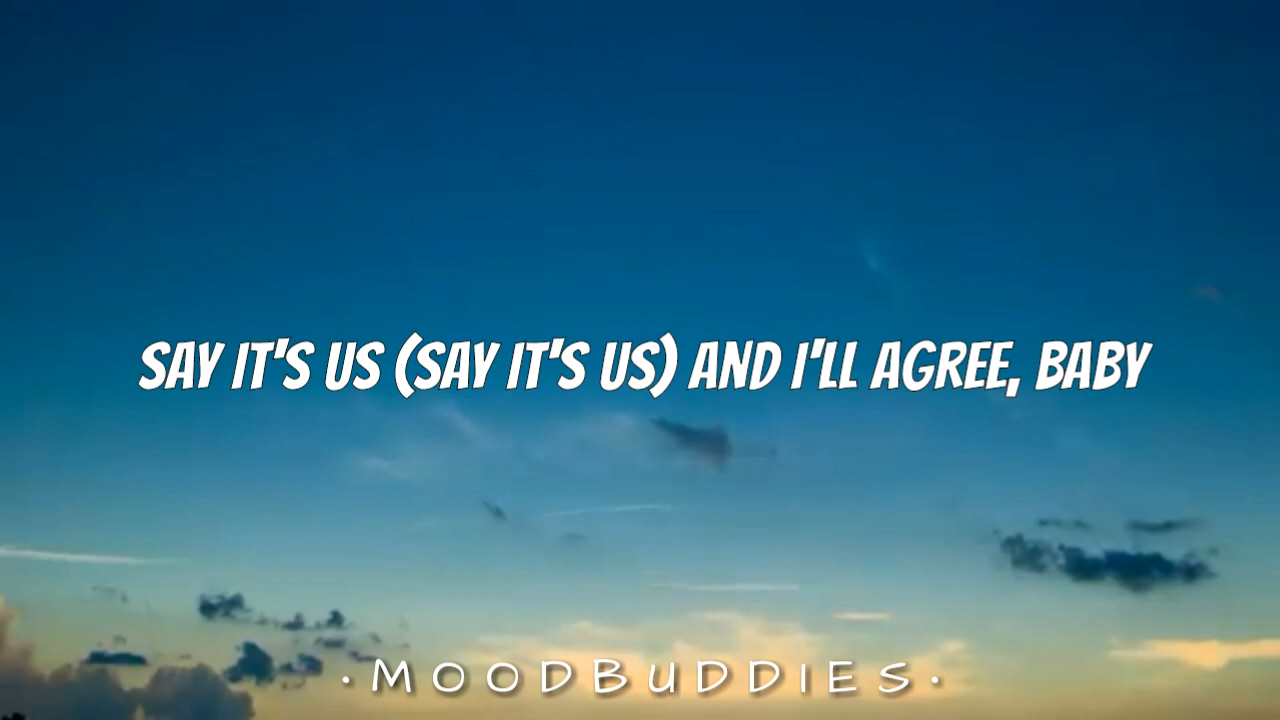 SAY IT'S US (SAY IT'S US) AND I'LL AGREE, BABY
·MOODBUDDIES·